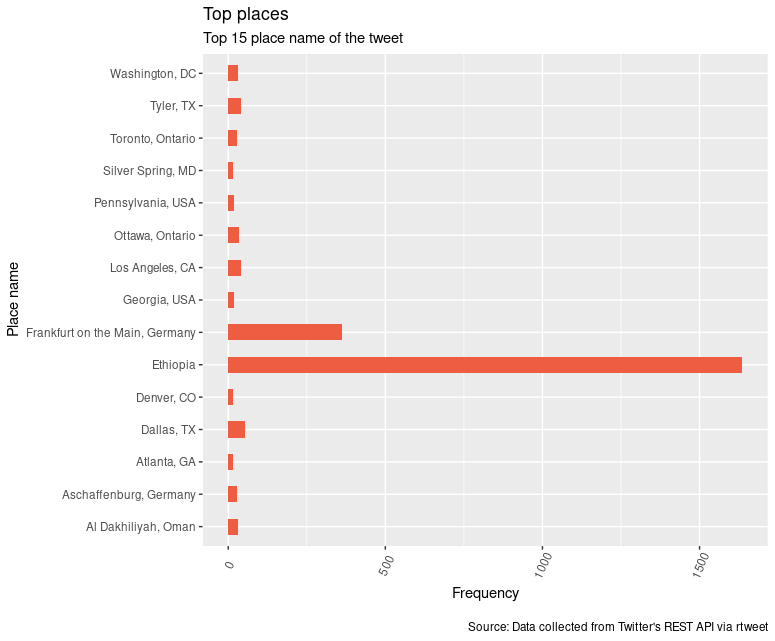 Top places
Top 15 place name of the tweet
Washington, DC
Tyler, TX
Toronto, Ontario
Silver Spring, MD
Pennsylvania, USA
Ottawa, Ontario
Los Angeles, CA
Georgia, USA
Frankfurt on the Main, Germany
Ethiopia
Denver, CO
Dallas, TX
Atlanta, GA
Aschaffenburg, Germany
Al Dakhiliyah, Oman
Place name
0 500 1000 1500
Frequency
Source: Data collected from Twitter's REST API via rtweet